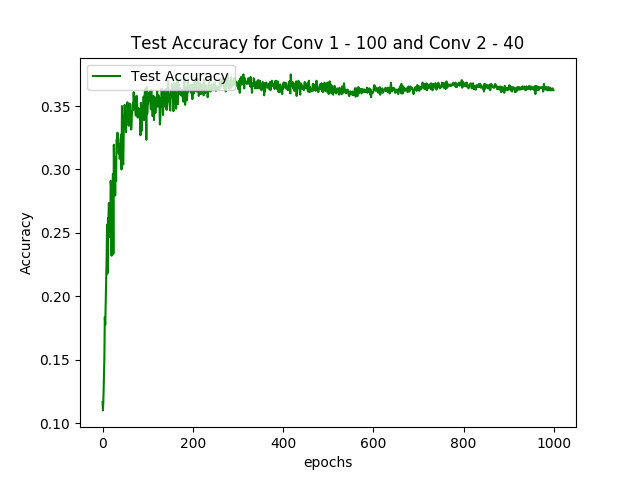 Test Accuracy for Conv 1 - 100 and Conv 2 - 40
Test Accuracy
0.35
0.30
0.25
0.20
0.15
0.10
Accuracy
0 200 400 600 800 1000
epochs